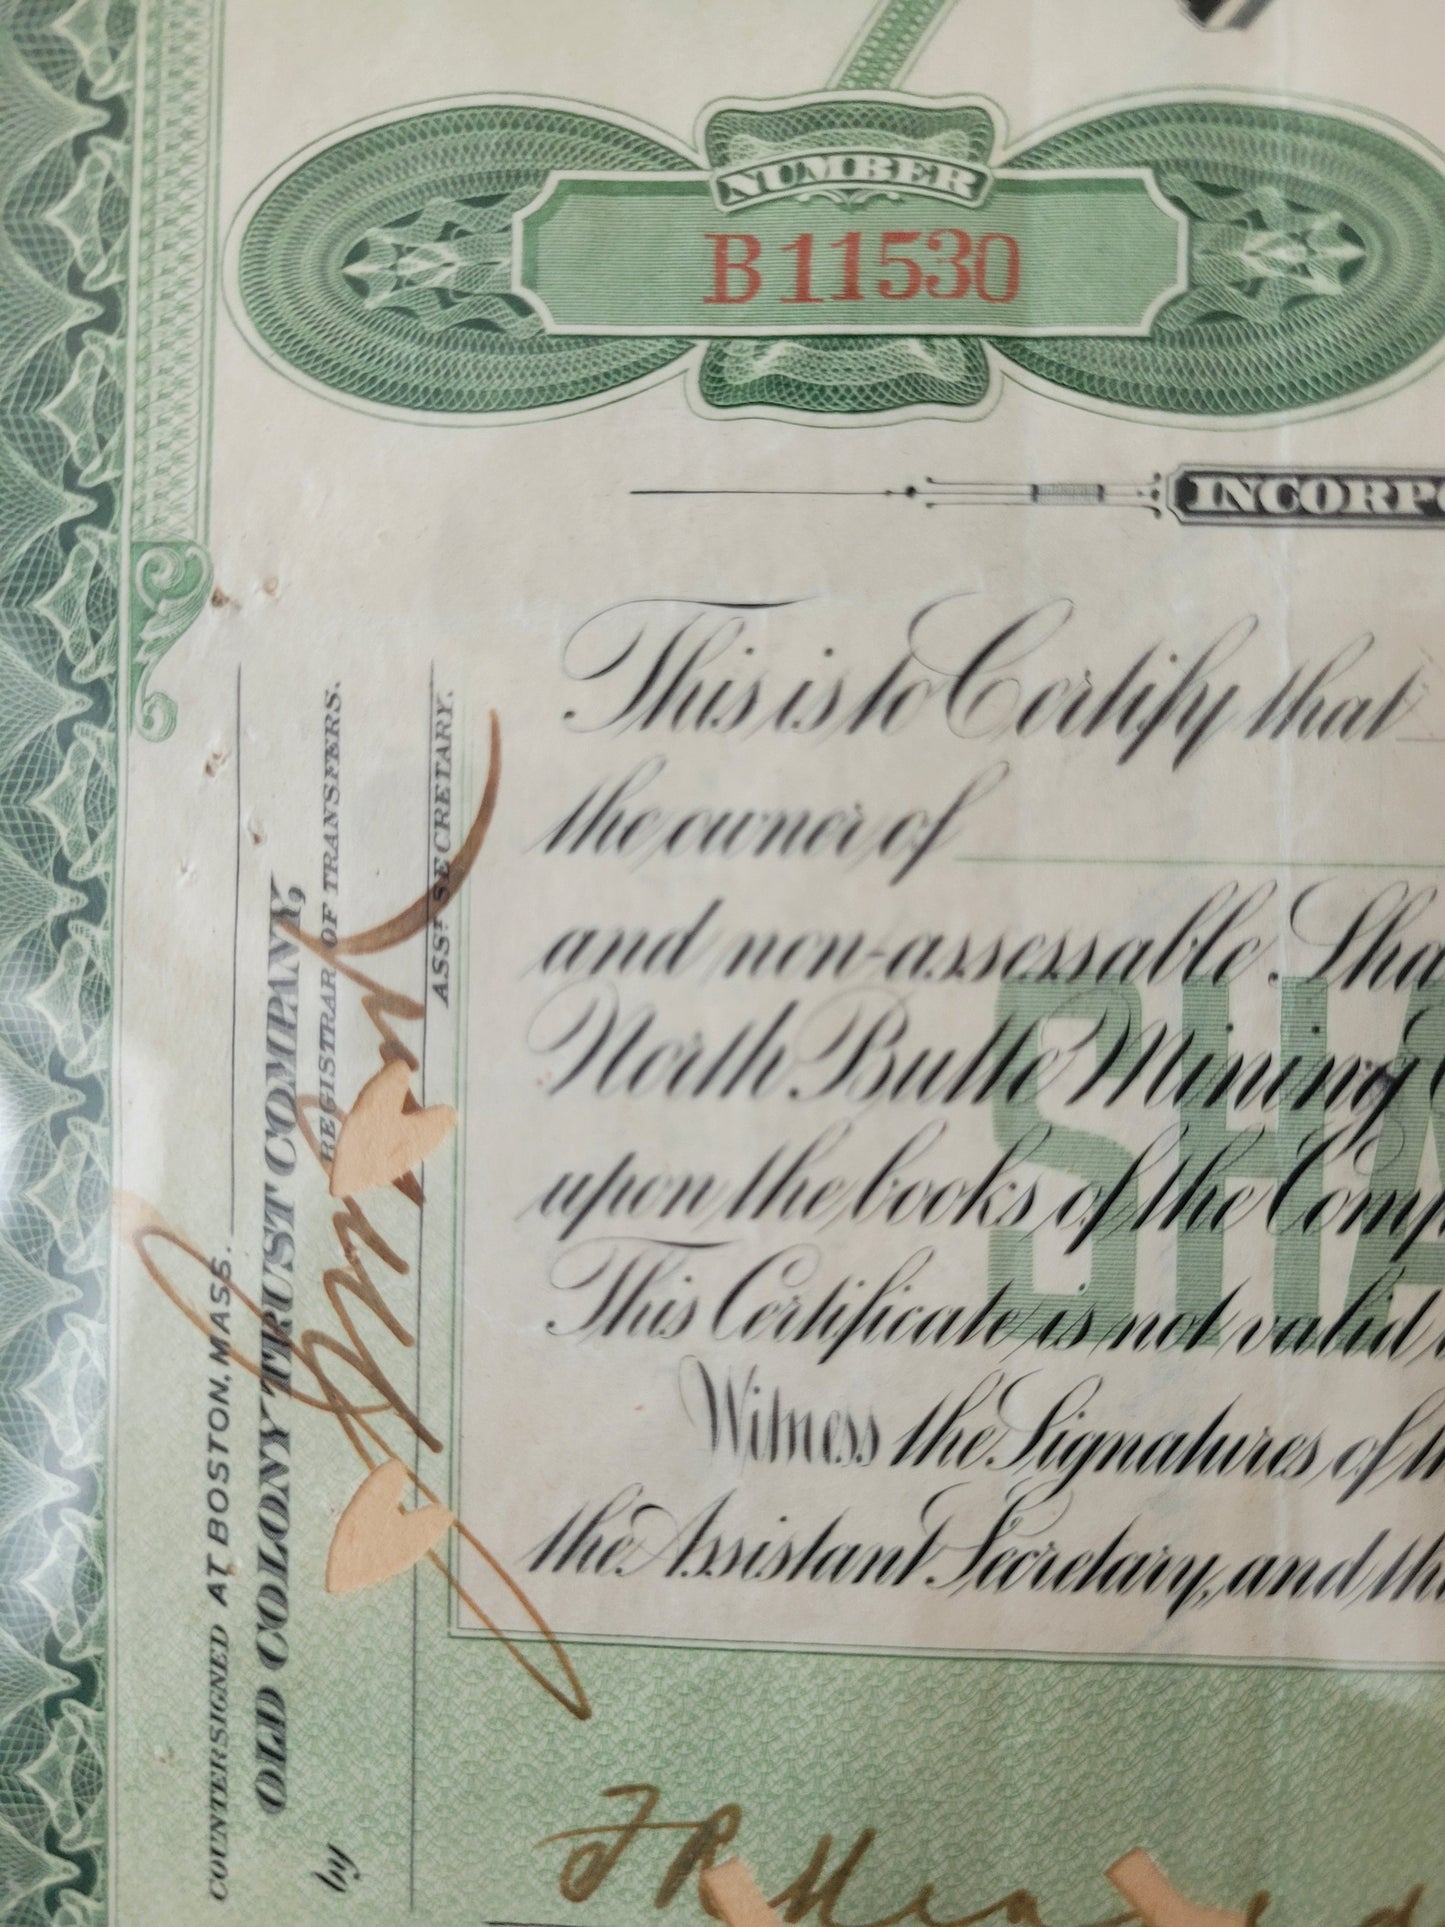 NUMBER
B11530
INCORPO
This is to Certify that
the owner of
and non-assessable Sha
North Butte Mining
upon the books of the Comp
This Certificate is not valid
Witness the Signatures of th
the Assistant Secretary, and the
SHA
COUNTERSIGNED AT BOSTON, MASS.
OLD COLONY TRUST COMPANY,
REGISTRAR OF TRANSFERS.
by
ASST. SECRETARY.